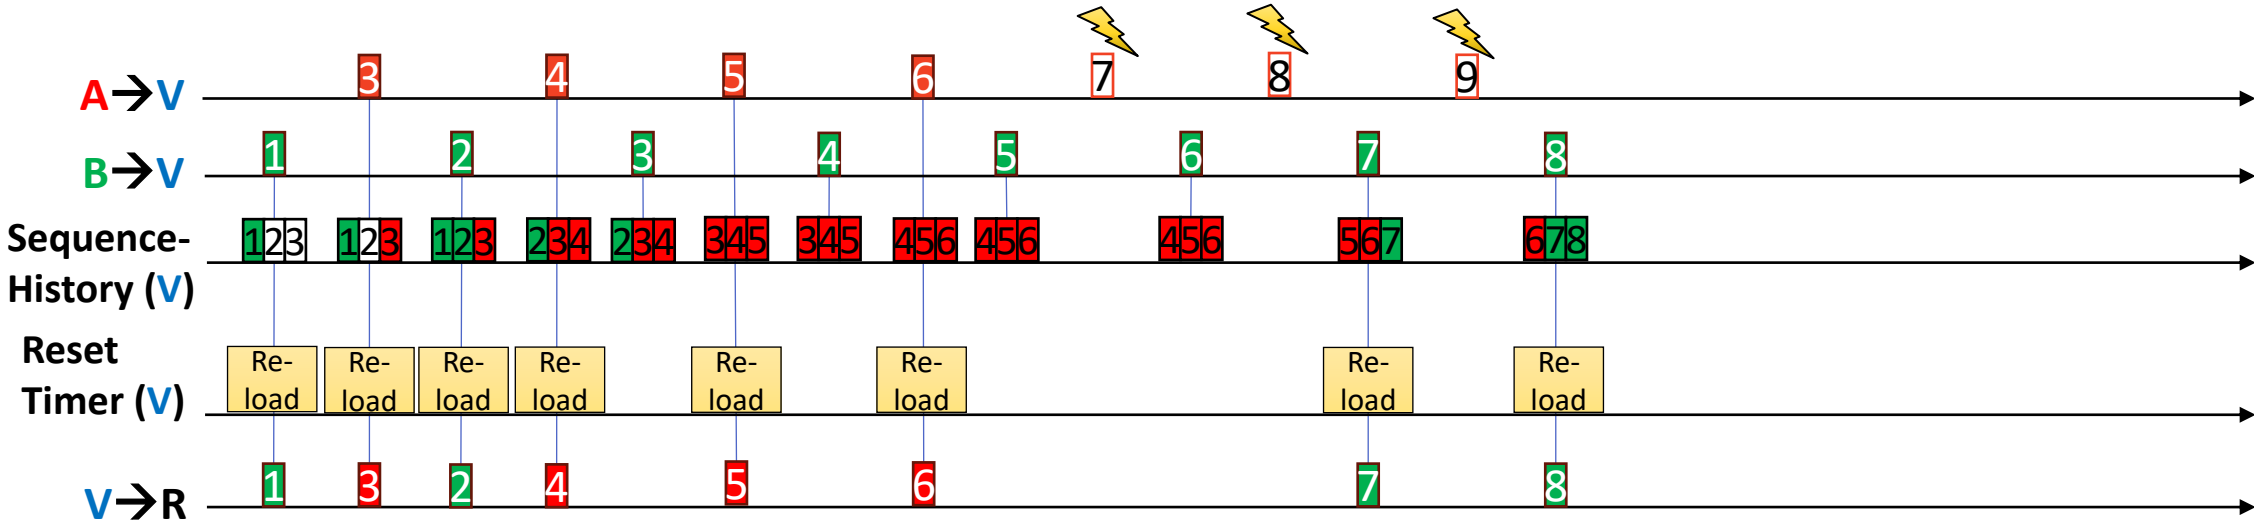 3 4 5 6 7 8 9
A→V
1 2 3 4 5 6 7 8
B→V
Sequence-
History (V)
123 123 123 234 234 345 345 456 456 456 567 678
Reset
Timer (V)
Re- Re- Re- Re- Re- Re- Re- Re-
load load load load load load load load
1 3 2 4 5 6 7 8
V→R